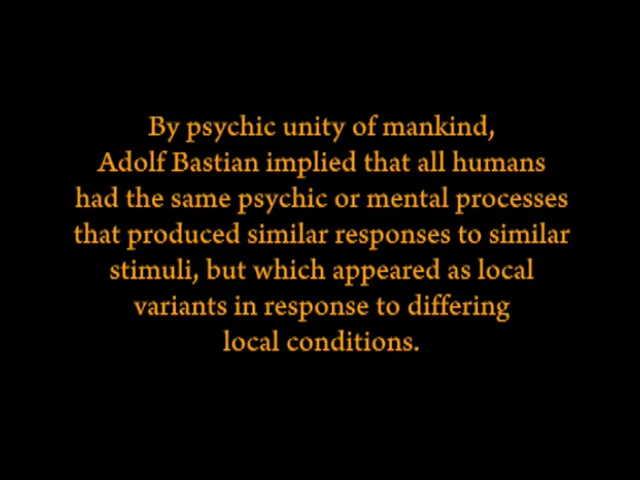 By psychic unity of mankind,
Adolf Bastian implied that all humans
had the same psychic or mental processes
that produced similar responses to similar
stimuli, but which appeared as local
variants in response to differing
local conditions.